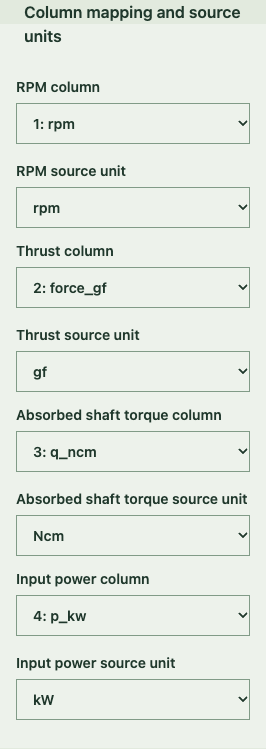 Column mapping and source
units
RPM column
1: rpm
RPM source unit
rpm
Thrust column
2: force_gf
Thrust source unit
gf
Absorbed shaft torque column
3: q_ncm
Absorbed shaft torque source unit
Ncm
Input power column
4: p_kw
Input power source unit
kW